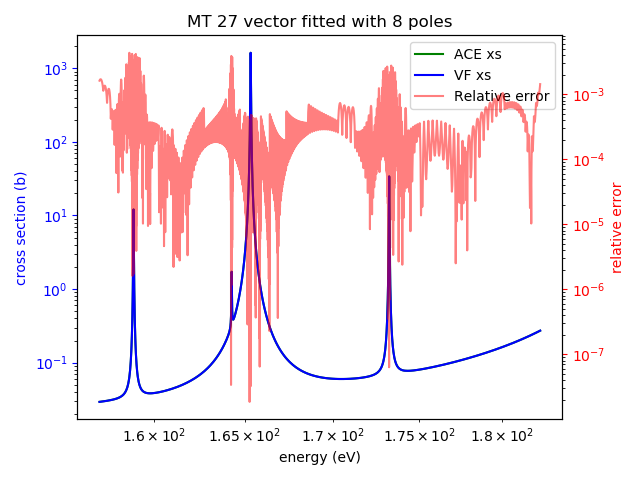 MT 27 vector fitted with 8 poles
ACE xs
VF xs
Relative error
10³
10²
10¹
10⁰
10⁻¹
cross section (b)
10⁻³
10⁻⁴
10⁻⁵
10⁻⁶
10⁻⁷
relative error
1.6 × 10² 1.65 × 10² 1.7 × 10² 1.75 × 10² 1.8 × 10²
energy (eV)